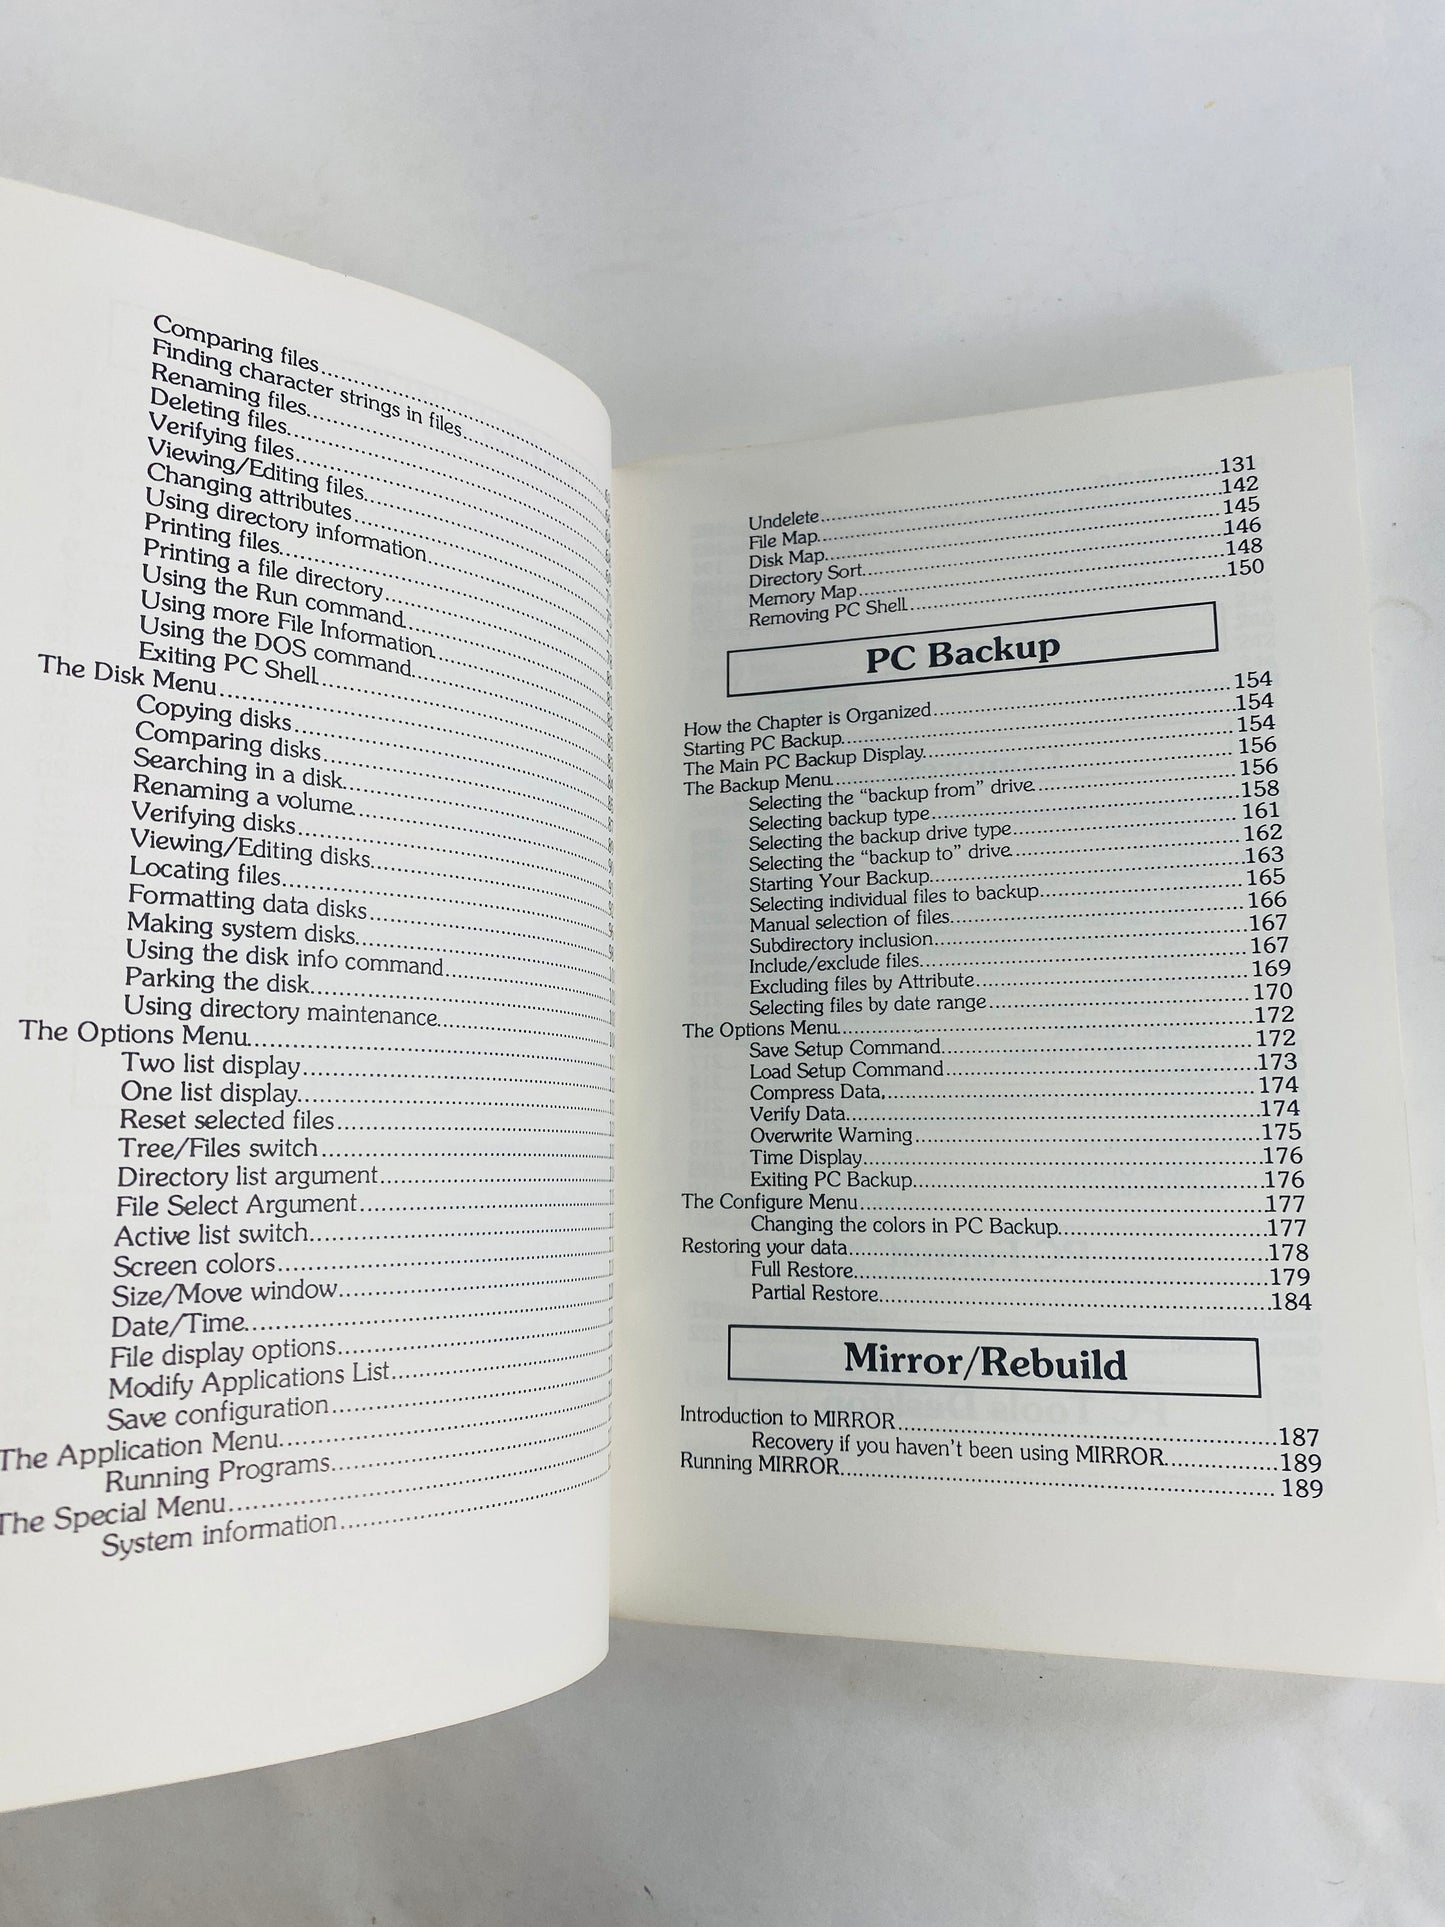 Comparing files
Finding character strings in files
Renaming files
Deleting files
Verifying files
Viewing/Editing files
Changing attributes
Using directory information
Printing files
Printing a file directory
Using the Run command
Using more File Information
Using the DOS command
Exiting PC Shell
The Disk Menu
Copying disks
Comparing disks
Searching in a disk
Renaming a volume
Verifying disks
Viewing/Editing disks
Locating files
Formatting data disks
Making system disks
Using the disk info command
Parking the disk
Using directory maintenance
The Options Menu
Two list display
One list display
Reset selected files
Tree/Files switch
Directory list argument
File Select Argument
Active list switch
Screen colors
Size/Move window
Date/Time
File display options
Modify Applications List
Save configuration
The Application Menu
Running Programs
The Special Menu
System information
Undelete 131
File Map 142
Disk Map 145
Directory Sort 146
Memory Map 148
Removing PC Shell 150
PC Backup
How the Chapter is Organized 154
Starting PC Backup 154
The Main PC Backup Display 154
The Backup Menu 156
Selecting the “backup from” drive 156
Selecting backup type 158
Selecting the backup drive type 161
Selecting the “backup to” drive 162
Starting Your Backup 163
Selecting individual files to backup 165
Manual selection of files 166
Subdirectory inclusion 167
Include/exclude files 167
Excluding files by Attribute 169
Selecting files by date range 170
The Options Menu 172
Save Setup Command 172
Load Setup Command 173
Compress Data, 174
Verify Data 174
Overwrite Warning 175
Time Display 176
Exiting PC Backup 176
The Configure Menu 177
Changing the colors in PC Backup 177
Restoring your data 178
Full Restore 179
Partial Restore 184
Mirror/Rebuild
Introduction to MIRROR 187
Recovery if you haven't been using MIRROR 189
Running MIRROR 189